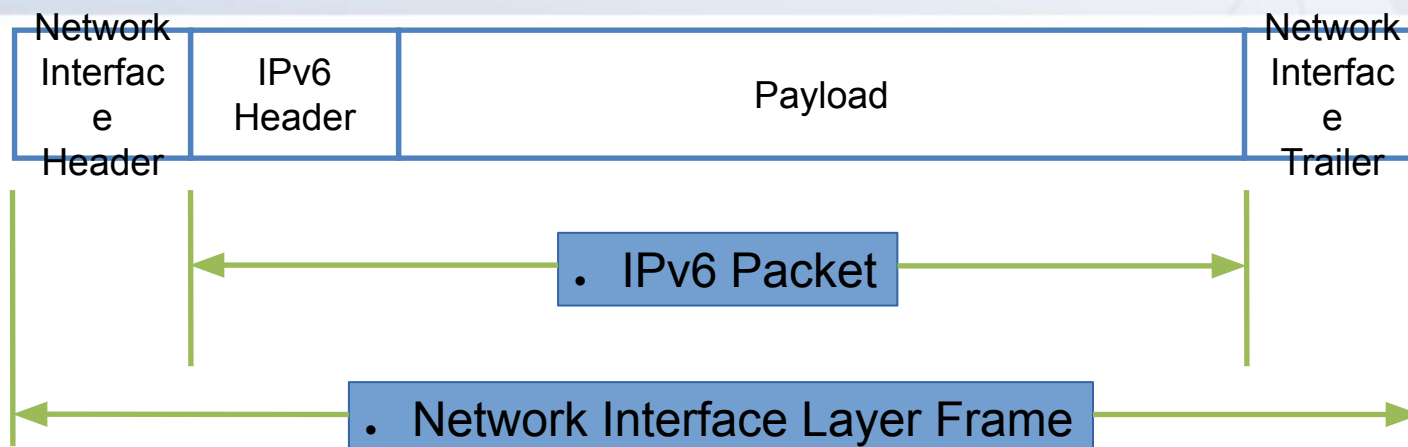 Network
Interfac
e
Header
IPv6
Header
Payload
Network
Interfac
e
Trailer
• IPv6 Packet
• Network Interface Layer Frame